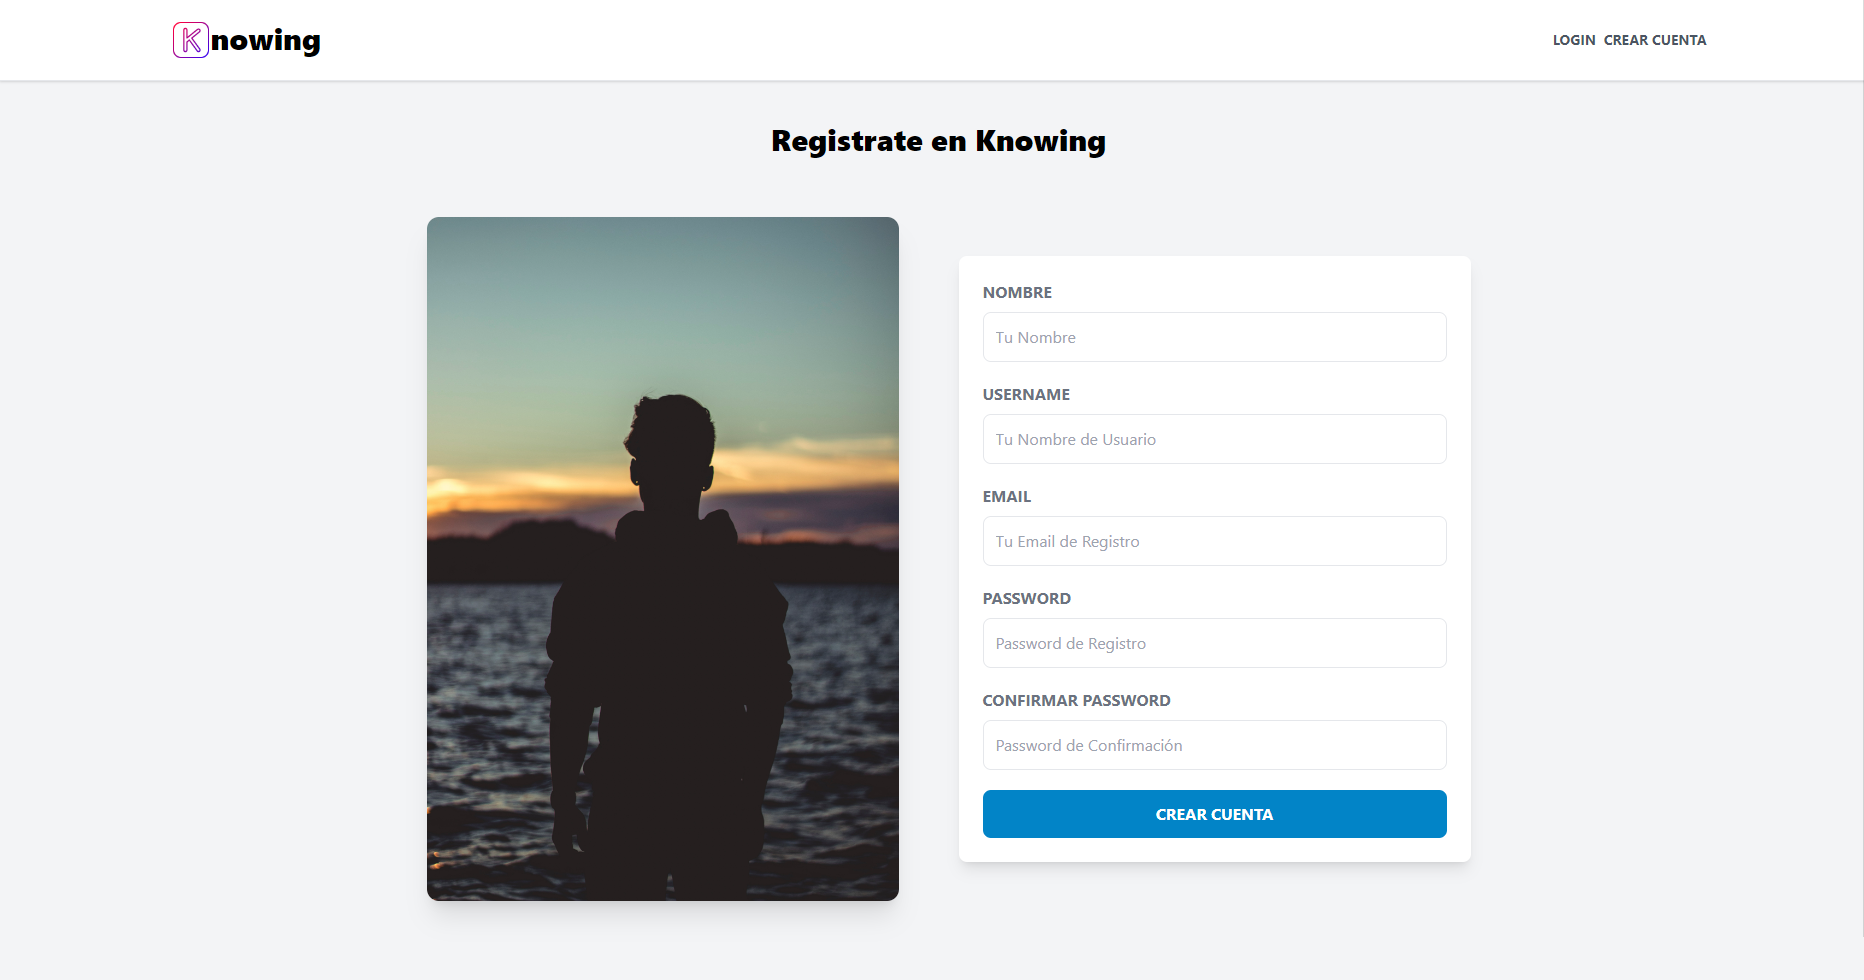 Knowing
LOGIN CREAR CUENTA
Registrate en Knowing
NOMBRE
Tu Nombre
USERNAME
Tu Nombre de Usuario
EMAIL
Tu Email de Registro
PASSWORD
Password de Registro
CONFIRMAR PASSWORD
Password de Confirmación
CREAR CUENTA